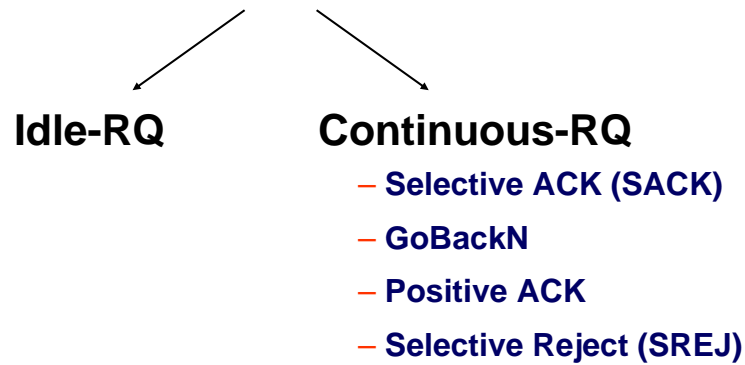 Idle-RQ
Continuous-RQ
– Selective ACK (SACK)
– GoBackN
– Positive ACK
– Selective Reject (SREJ)